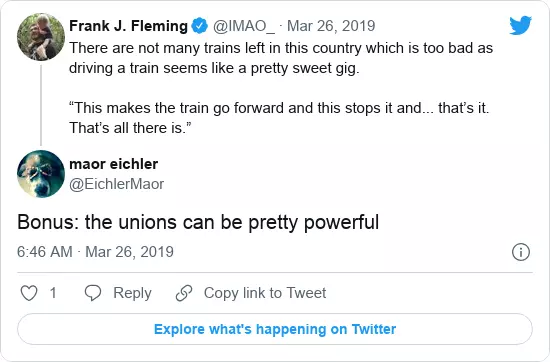 Frank J. Fleming @IMAO_ · Mar 26, 2019
There are not many trains left in this country which is too bad as
driving a train seems like a pretty sweet gig.
“This makes the train go forward and this stops it and... that’s it.
That’s all there is.”
maor eichler
@EichlerMaor
Bonus: the unions can be pretty powerful
6:46 AM · Mar 26, 2019
1 Reply Copy link to Tweet
Explore what's happening on Twitter